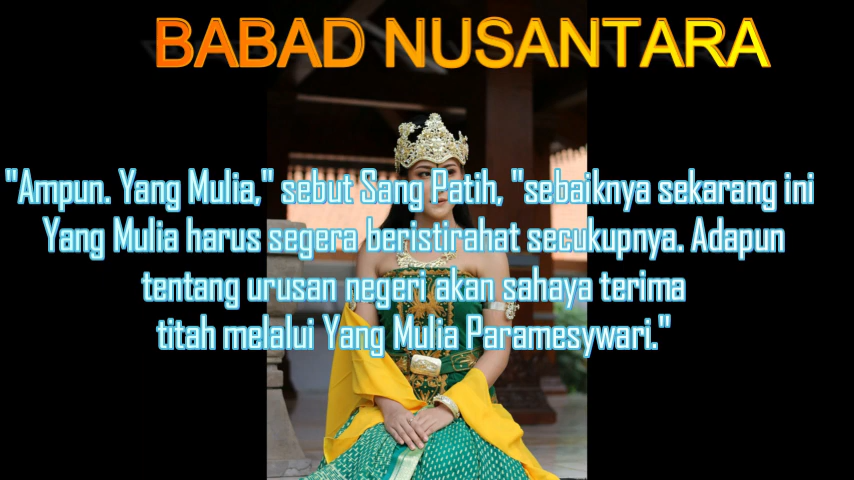 BABAD NUSANTARA
"Ampun. Yang Mulia," sebut Sang Patih, "sebaiknya sekarang ini
Yang Mulia harus segera beristirahat secukupnya. Adapun
tentang urusan negeri akan sahaya terima
titah melalui Yang Mulia Paramesywari."